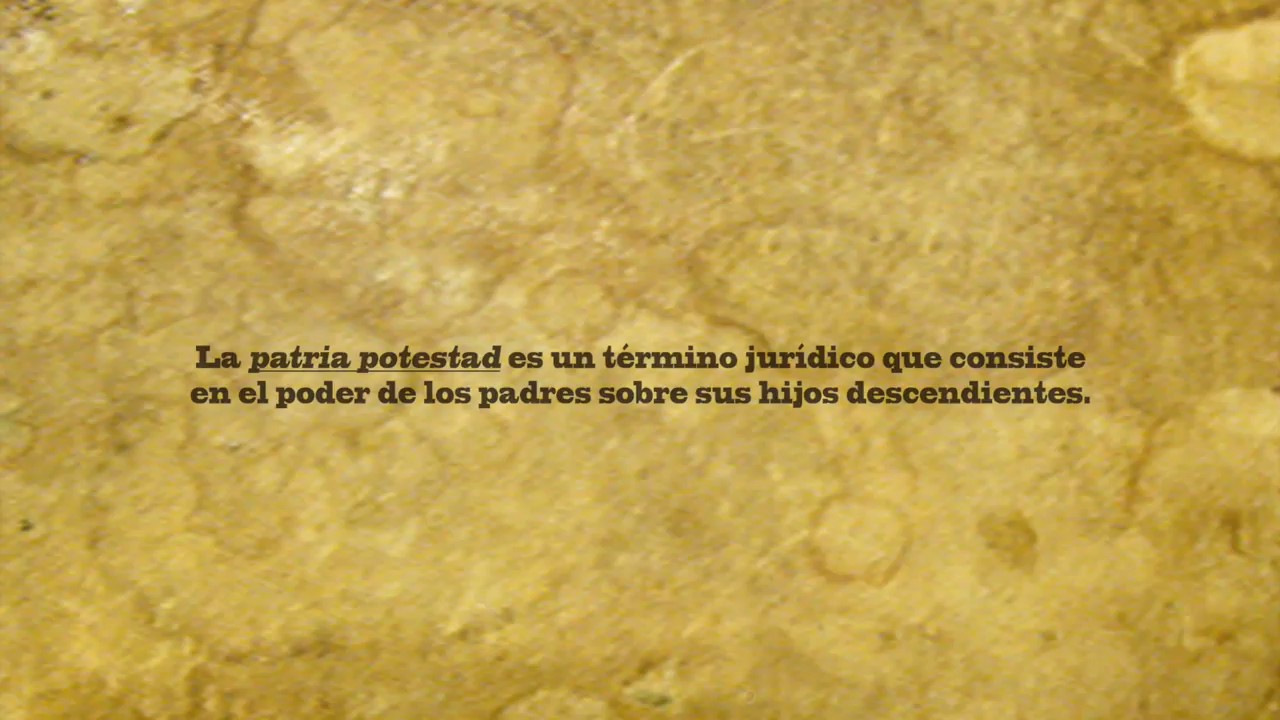 La patria potestad es un término jurídico que consiste
en el poder de los padres sobre sus hijos descendientes.